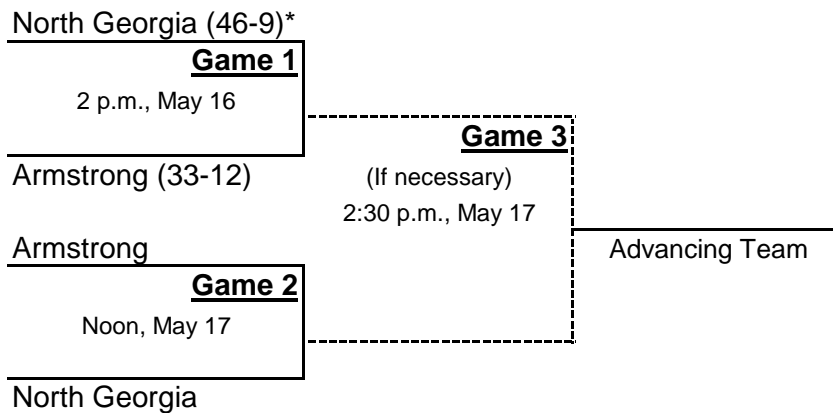 North Georgia (46-9)*
Game 1
2 p.m., May 16
Armstrong (33-12)
Game 3
(If necessary)
2:30 p.m., May 17
Armstrong
Advancing Team
Game 2
Noon, May 17
North Georgia